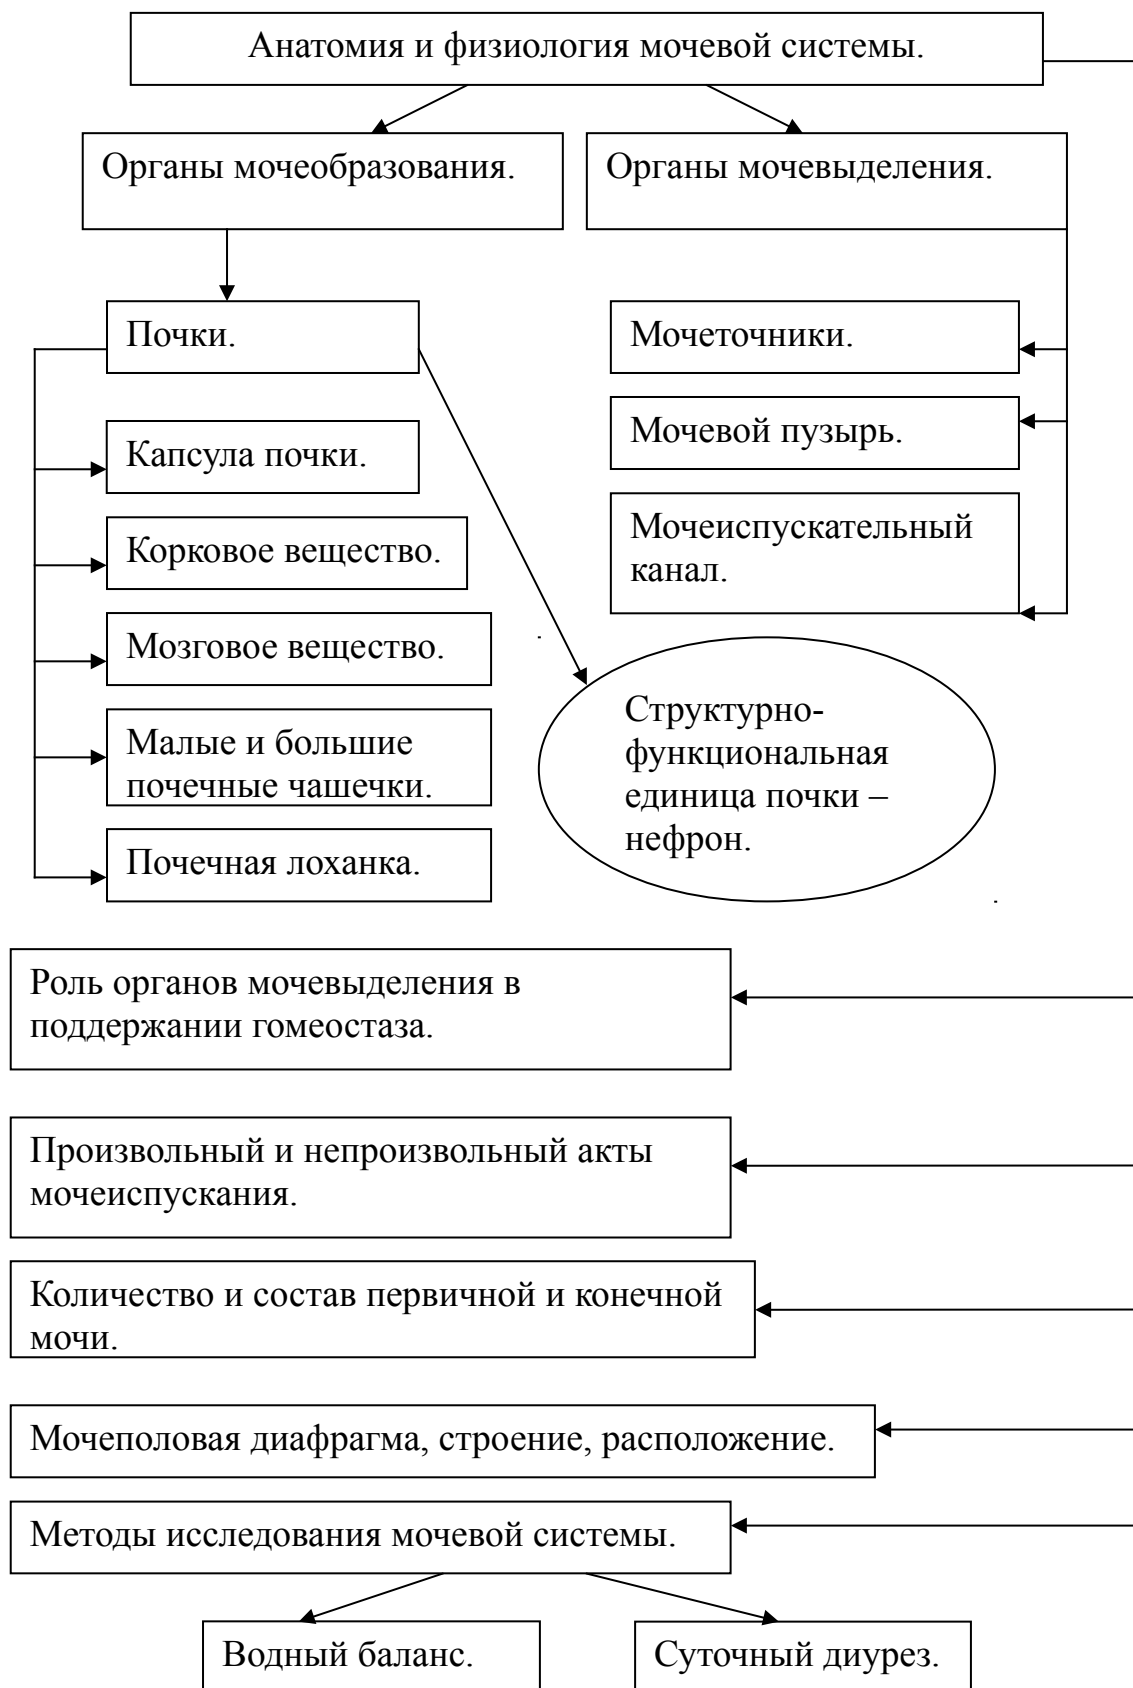 Анатомия и физиология мочевой системы.
Органы мочеобразования.
Органы мочевыделения.
Почки.
Мочеточники.
Капсула почки.
Мочевой пузырь.
Корковое вещество.
Мочеиспускательный
канал.
Мозговое вещество.
Малые и большие
почечные чашечки.
Почечная лоханка.
Структурно-
функциональная
единица почки –
нефрон.
Роль органов мочевыделения в
поддержании гомеостаза.
Произвольный и непроизвольный акты
мочеиспускания.
Количество и состав первичной и конечной
мочи.
Мочеполовая диафрагма, строение, расположение.
Методы исследования мочевой системы.
Водный баланс.
Суточный диурез.